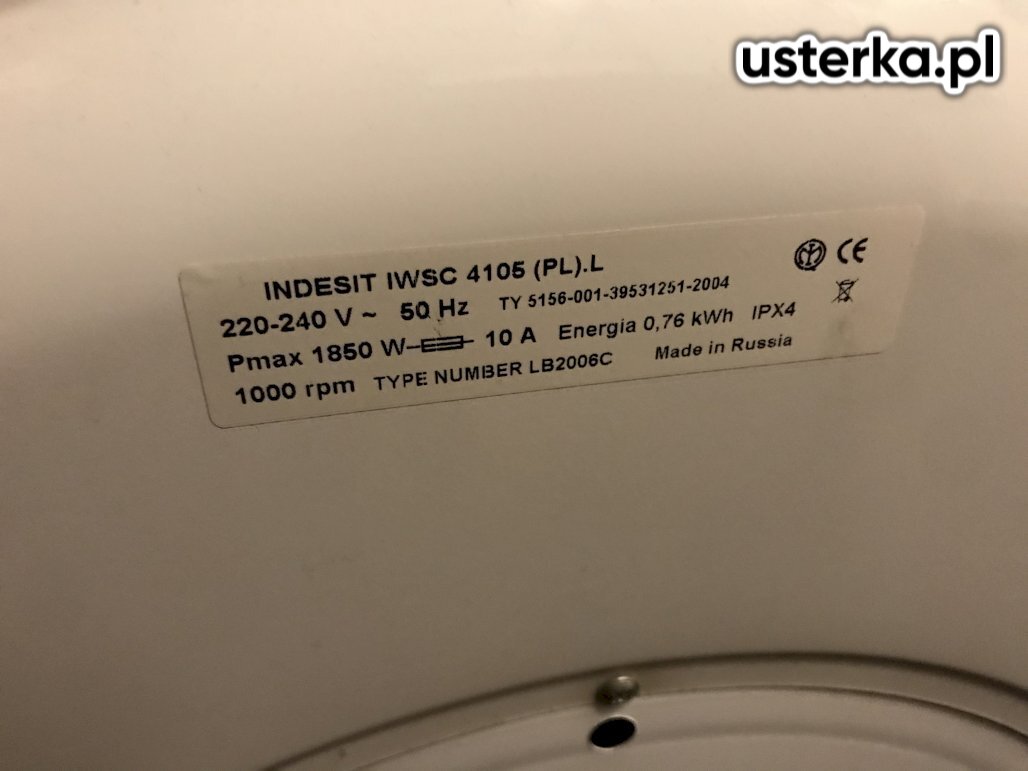 usterka.pl
INDESIT IWSC 4105 (PL).L
220-240 V ~ 50 Hz TY 5156-001-39531251-2004
Pmax 1850 W 10 A Energia 0,76 kWh IPX4
1000 rpm TYPE NUMBER LB2006C Made in Russia
CE